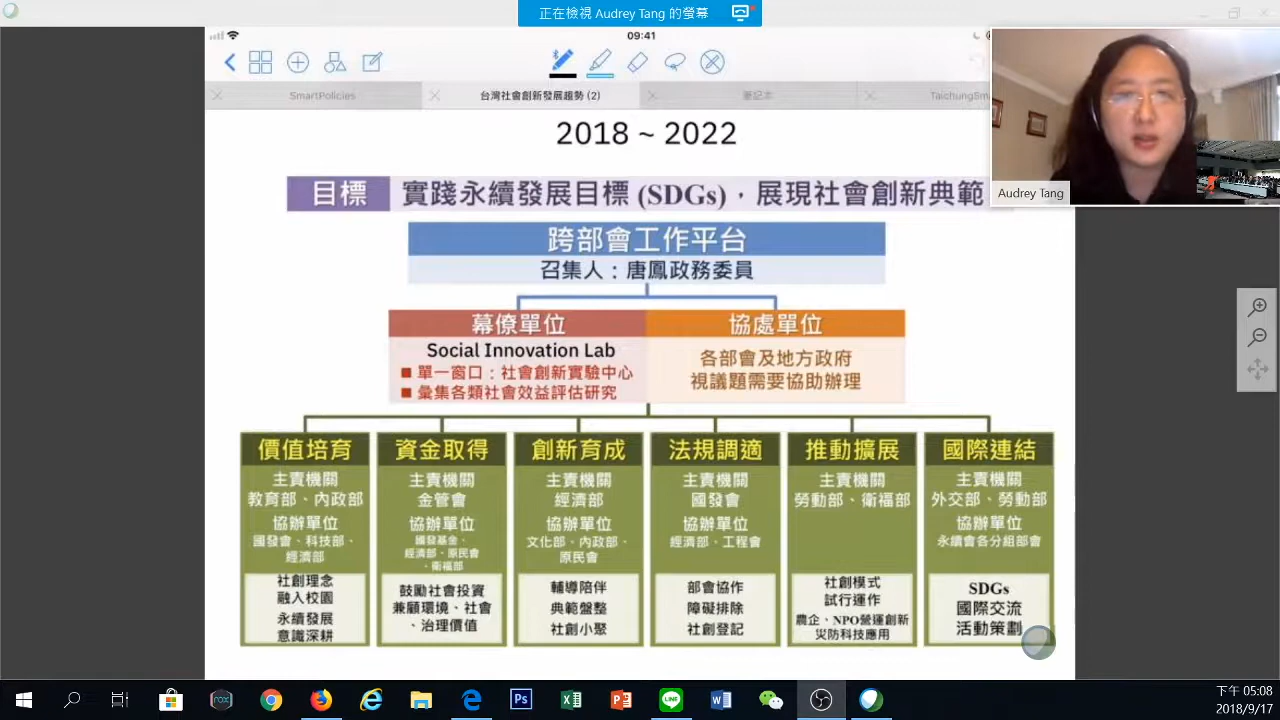 正在檢視 Audrey Tang 的螢幕
09:41
SmartPolicies
台灣社會創新發展趨勢 (2)
筆記本
TaichungSm
Audrey Tang
2018 ~ 2022
目標 實踐永續發展目標 (SDGs)，展現社會創新典範
跨部會工作平台
召集人：唐鳳政務委員
幕僚單位
Social Innovation Lab
■ 單一窗口：社會創新實驗中心
■ 彙集各類社會效益評估研究
協處單位
各部會及地方政府
視議題需要協助辦理
價值培育
主責機關
教育部、內政部
協辦單位
國發會、科技部、
經濟部
社創理念
融入校園
永續發展
意識深耕
資金取得
主責機關
金管會
協辦單位
國發基金、
經濟部、原民會
、衛福部
鼓勵社會投資
兼顧環境、社會
、治理價值
創新育成
主責機關
經濟部
協辦單位
文化部、內政部、
原民會
輔導陪伴
典範盤整
社創小聚
法規調適
主責機關
國發會
協辦單位
經濟部、工程會
部會協作
障礙排除
社創登記
推動擴展
主責機關
勞動部、衛福部
社創模式
試行運作
農企、NPO營運創新
災防科技應用
國際連結
主責機關
外交部、勞動部
協辦單位
永續會各分組部會
SDGs
國際交流
活動策劃
下午 05:08
2018/9/17